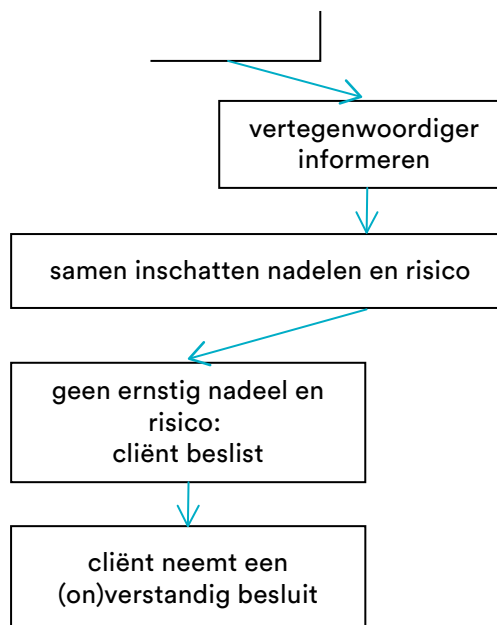 vertegenwoordiger
informeren
samen inschatten nadelen en risico
geen ernstig nadeel en
risico:
cliënt beslist
cliënt neemt een
(on)verstandig besluit